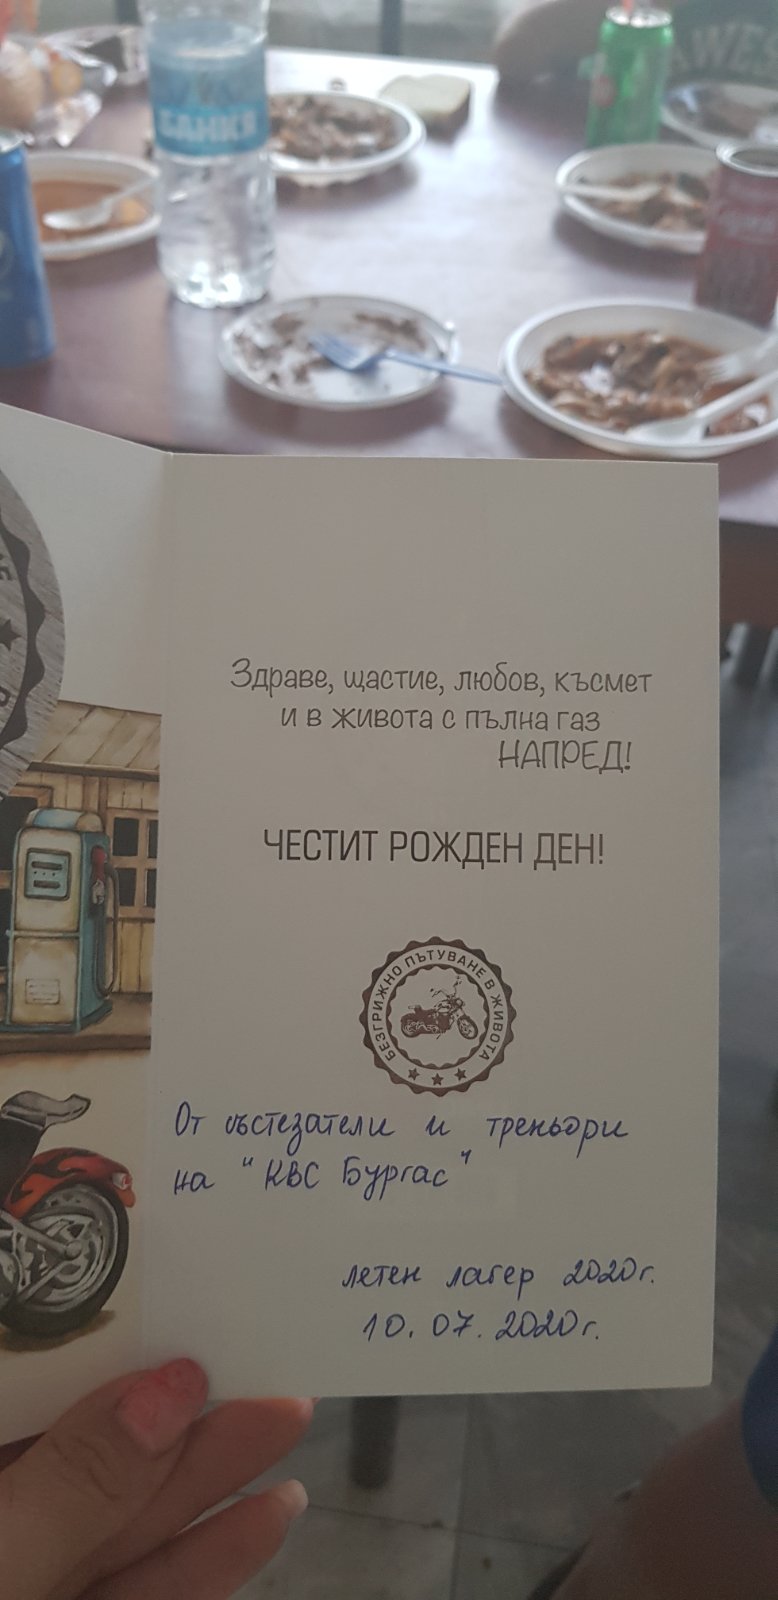 БАНКЯ
Здраве, щастие, любов, късмет
и в живота с пълна газ
НАПРЕД!
ЧЕСТИТ РОЖДЕН ДЕН!
БЕЗГРИЖНО ПЪТУВАНЕ В ЖИВОТА
От състезатели и треньори
на "КВС Бургас"
летен лагер 2020г.
10.07.2020г.